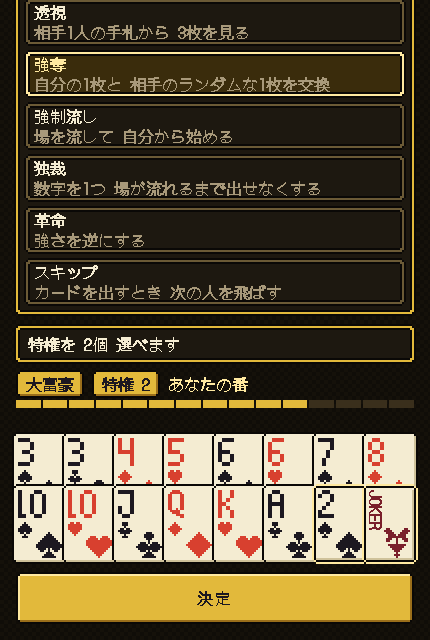 透視
相手1人の手札から 3枚を見る
強奪
自分の1枚と 相手のランダムな1枚を交換
強制流し
場を流して 自分から始める
独裁
数字を1つ 場が流れるまで出せなくする
革命
強さを逆にする
スキップ
カードを出すとき 次の人を飛ばす
特権を 2個 選べます
大富豪 特権 2 あなたの番
3 3 4 5 6 6 7 8
10 10 J Q K A 2 JOKER
決定